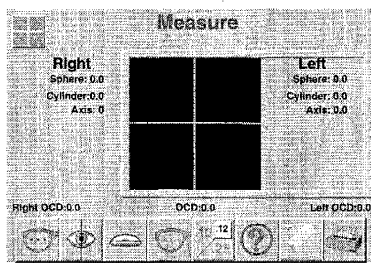 Measure
Right
Left
Sphere: 0.0
Sphere: 0.0
Cylinder:0.0
Cylinder: 0.0
Axis: 0
Axis: 0.0
Right OCD:0.0
OCD:0.0
Left OCD:0.0
.12
?